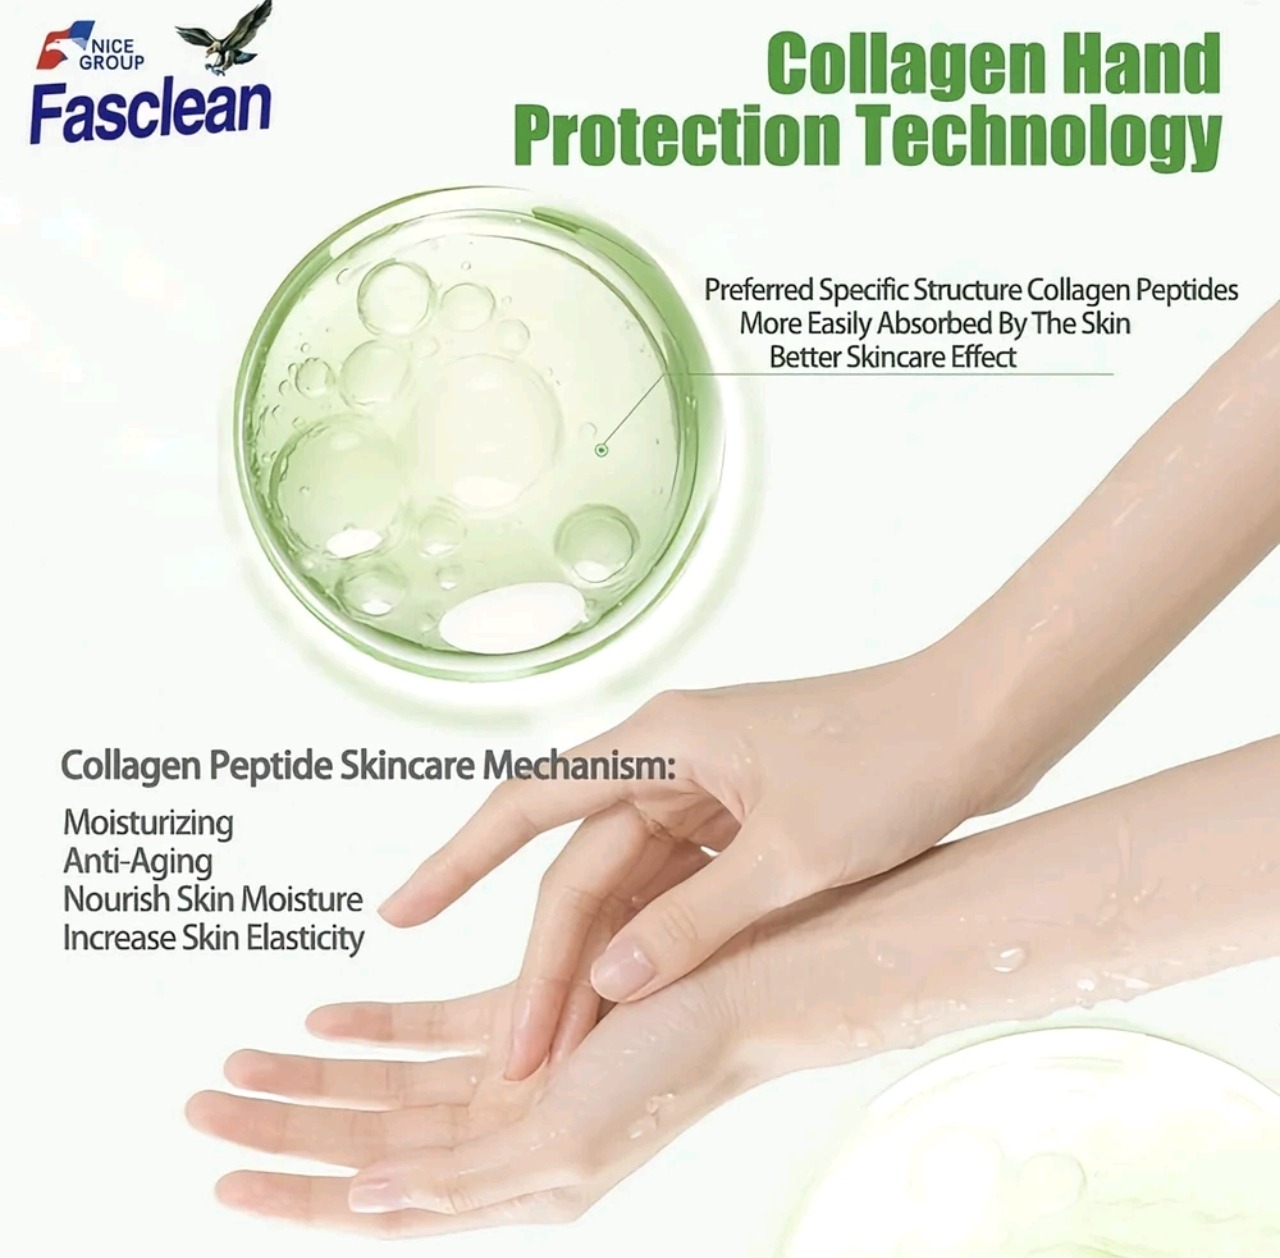 NICE
GROUP
Fasclean
Collagen Hand
Protection Technology
Preferred Specific Structure Collagen Peptides
More Easily Absorbed By The Skin
Better Skincare Effect
Collagen Peptide Skincare Mechanism:
Moisturizing
Anti-Aging
Nourish Skin Moisture
Increase Skin Elasticity